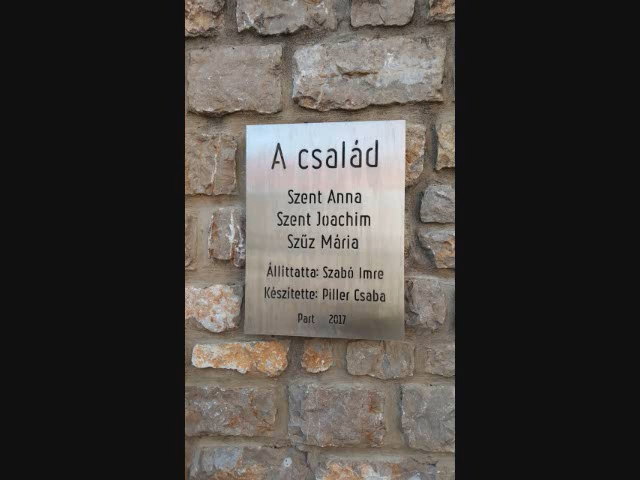 A család
Szent Anna
Szent Joachim
Szűz Mária
Állíttatta: Szabó Imre
Készítette: Piller Csaba
Part 2017